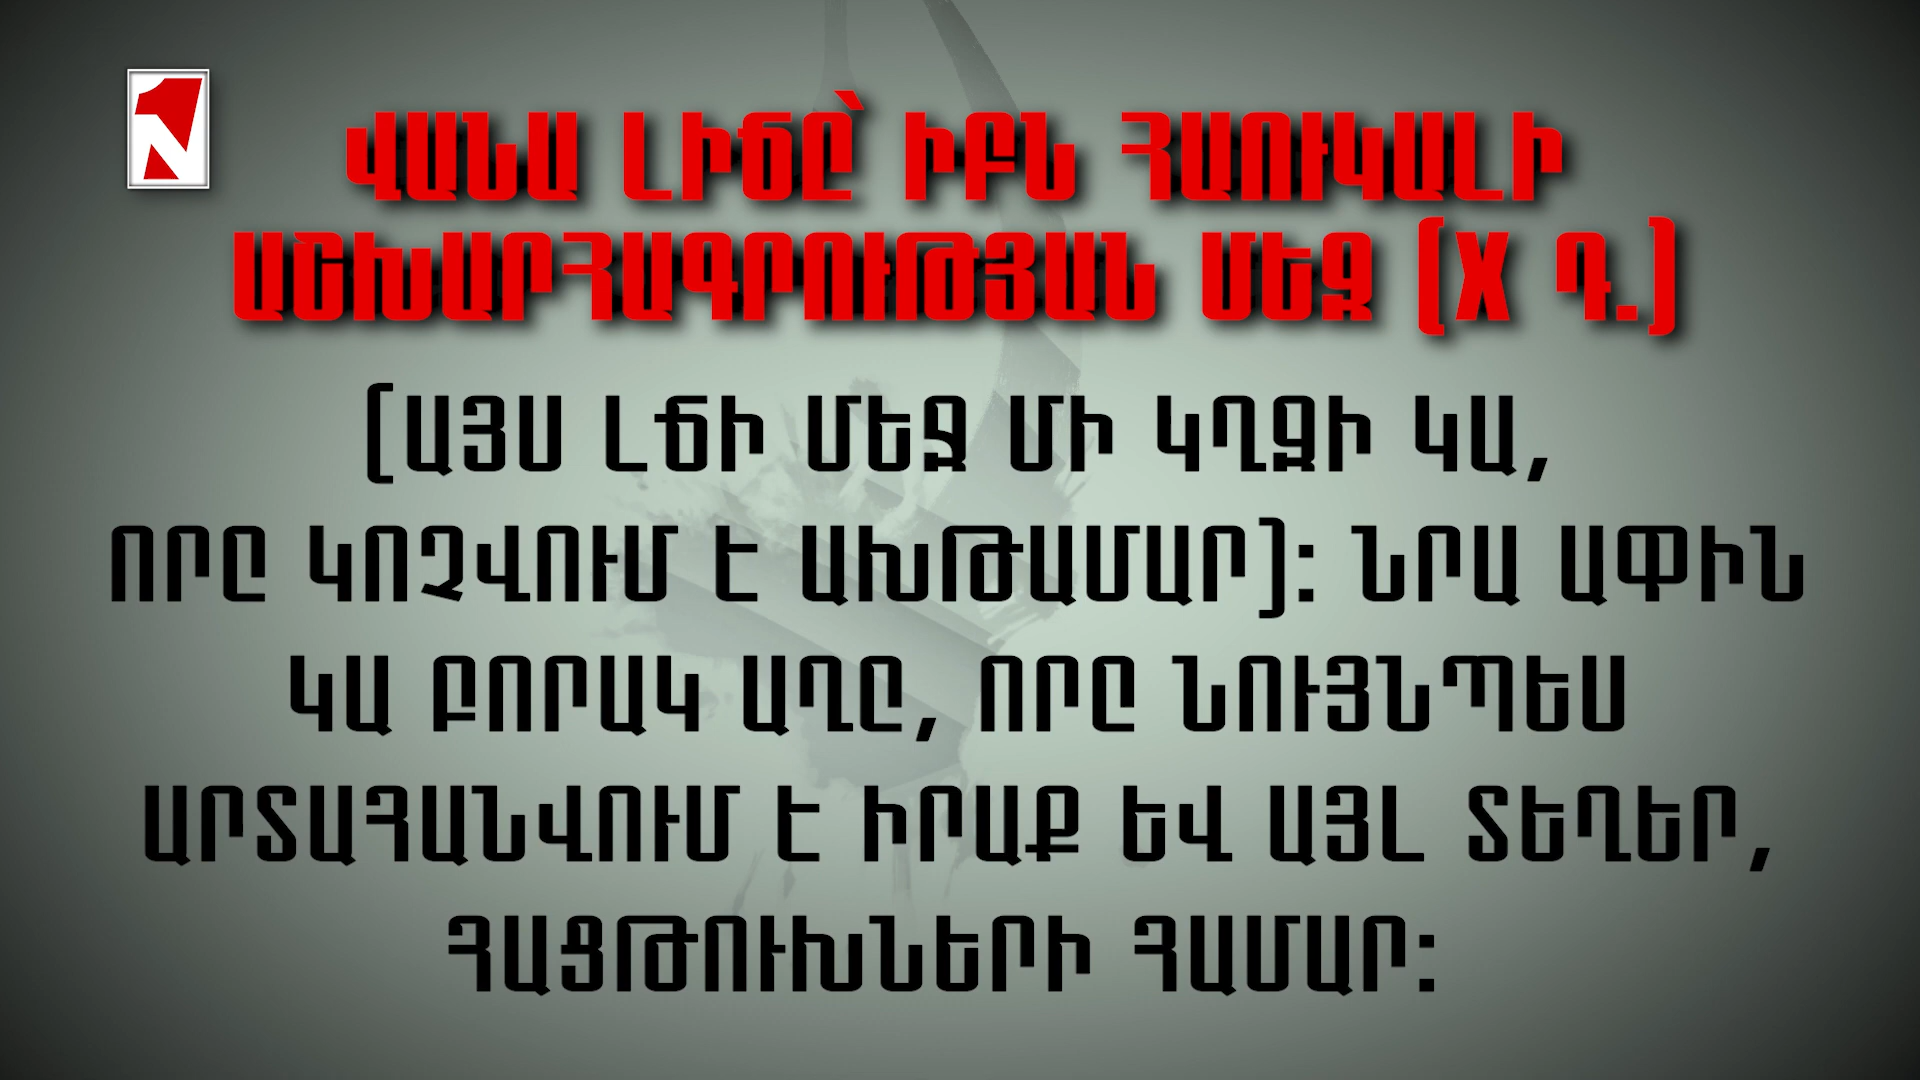 ՎԱՆԱ ԼԻՃԸ՝ ԻԲՆ ՀԱՈՒԿԱԼԻ
ԱՇԽԱՐՀԱԳՐՈՒԹՅԱՆ ՄԵՋ (X Դ.)
(ԱՅՍ ԼՃԻ ՄԵՋ ՄԻ ԿՂԶԻ ԿԱ,
ՈՐԸ ԿՈՉՎՈՒՄ Է ԱԽԹԱՄԱՐ): ՆՐԱ ԱՓԻՆ
ԿԱ ԲՈՐԱԿ ԱՂԸ, ՈՐԸ ՆՈՒՅՆՊԵՍ
ԱՐՏԱՀԱՆՎՈՒՄ Է ԻՐԱՔ ԵՎ ԱՅԼ ՏԵՂԵՐ,
ՀԱՑԹՈՒԽՆԵՐԻ ՀԱՄԱՐ: